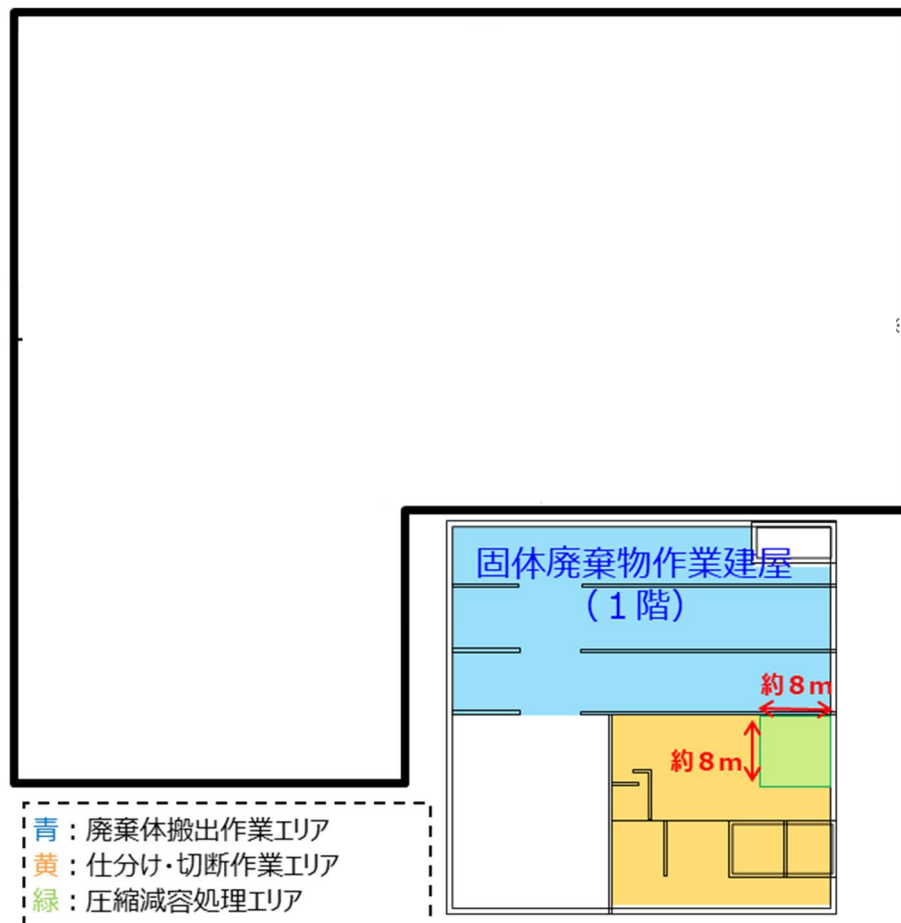 固体廃棄物作業建屋
（１階）
約８ｍ
約８ｍ
青：廃棄体搬出作業エリア
黄：仕分け・切断作業エリア
緑：圧縮減容処理エリア